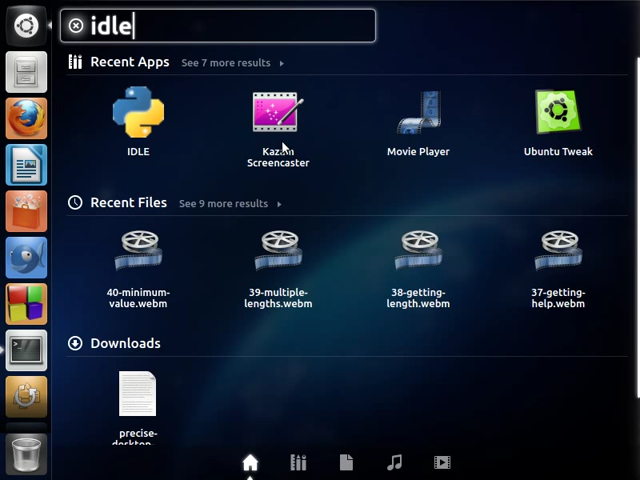 idle
Recent Apps See 7 more results
IDLE
Kazam Screencaster
Movie Player
Ubuntu Tweak
Recent Files See 9 more results
40-minimum-
value.webm
39-multiple-
lengths.webm
38-getting-
length.webm
37-getting-
help.webm
Downloads
precise-
desktop-